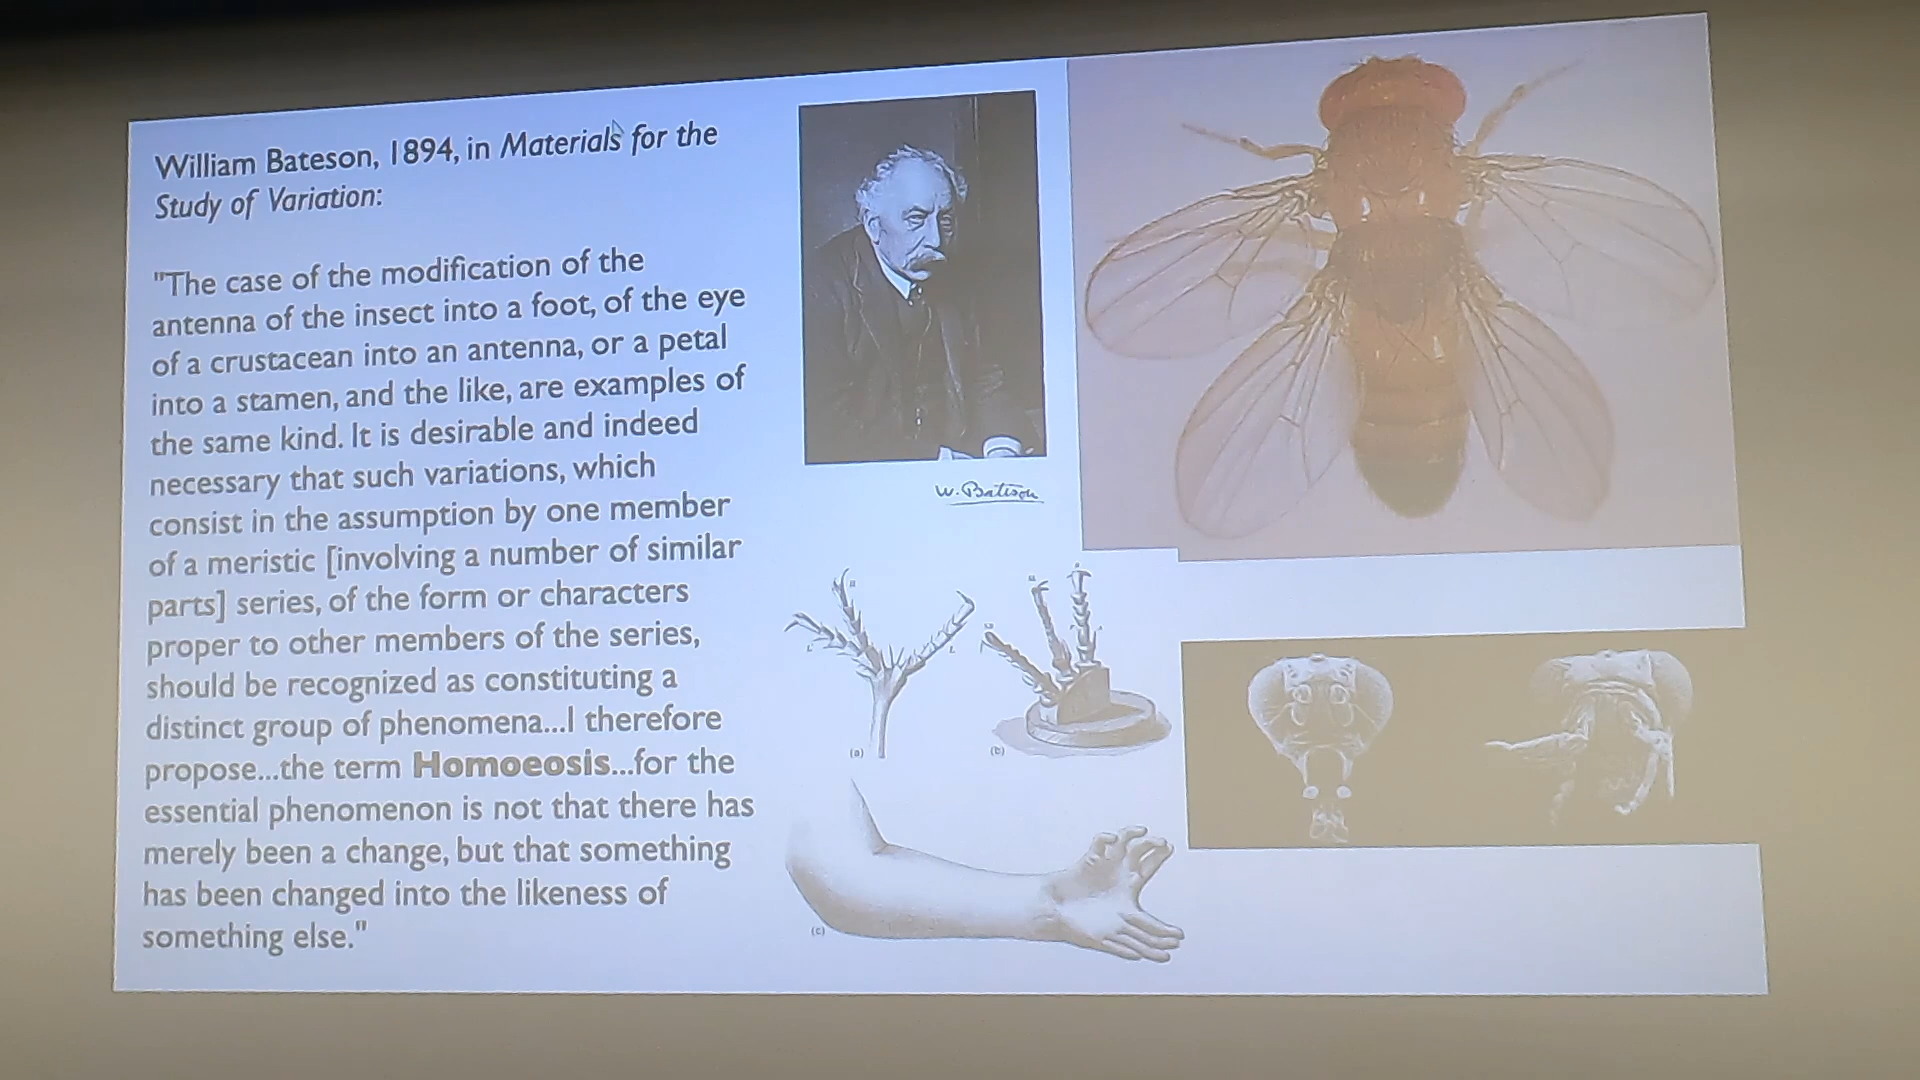 William Bateson, 1894, in Materials for the
Study of Variation:
"The case of the modification of the
antenna of the insect into a foot, of the eye
of a crustacean into an antenna, or a petal
into a stamen, and the like, are examples of
the same kind. It is desirable and indeed
necessary that such variations, which
consist in the assumption by one member
of a meristic [involving a number of similar
parts] series, of the form or characters
proper to other members of the series,
should be recognized as constituting a
distinct group of phenomena...I therefore
propose...the term Homoeosis...for the
essential phenomenon is not that there has
merely been a change, but that something
has been changed into the likeness of
something else."
W. Bateson
(a)
(b)
(c)